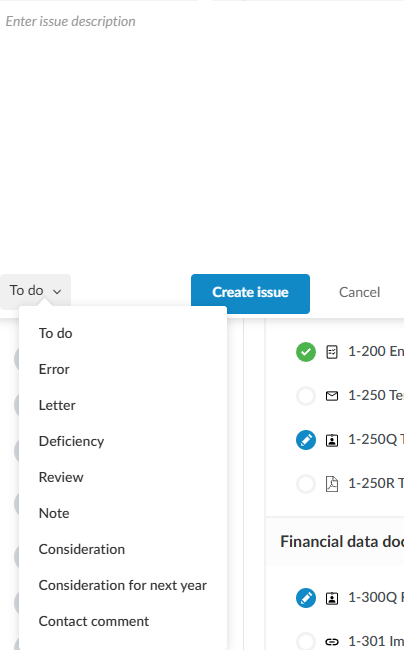 Enter issue description
To do
Create issue
Cancel
To do
Error
Letter
Deficiency
Review
Note
Consideration
Consideration for next year
Contact comment
1-200 En
1-250 Te
1-250Q T
1-250R T
Financial data doc
1-300Q F
1-301 Im